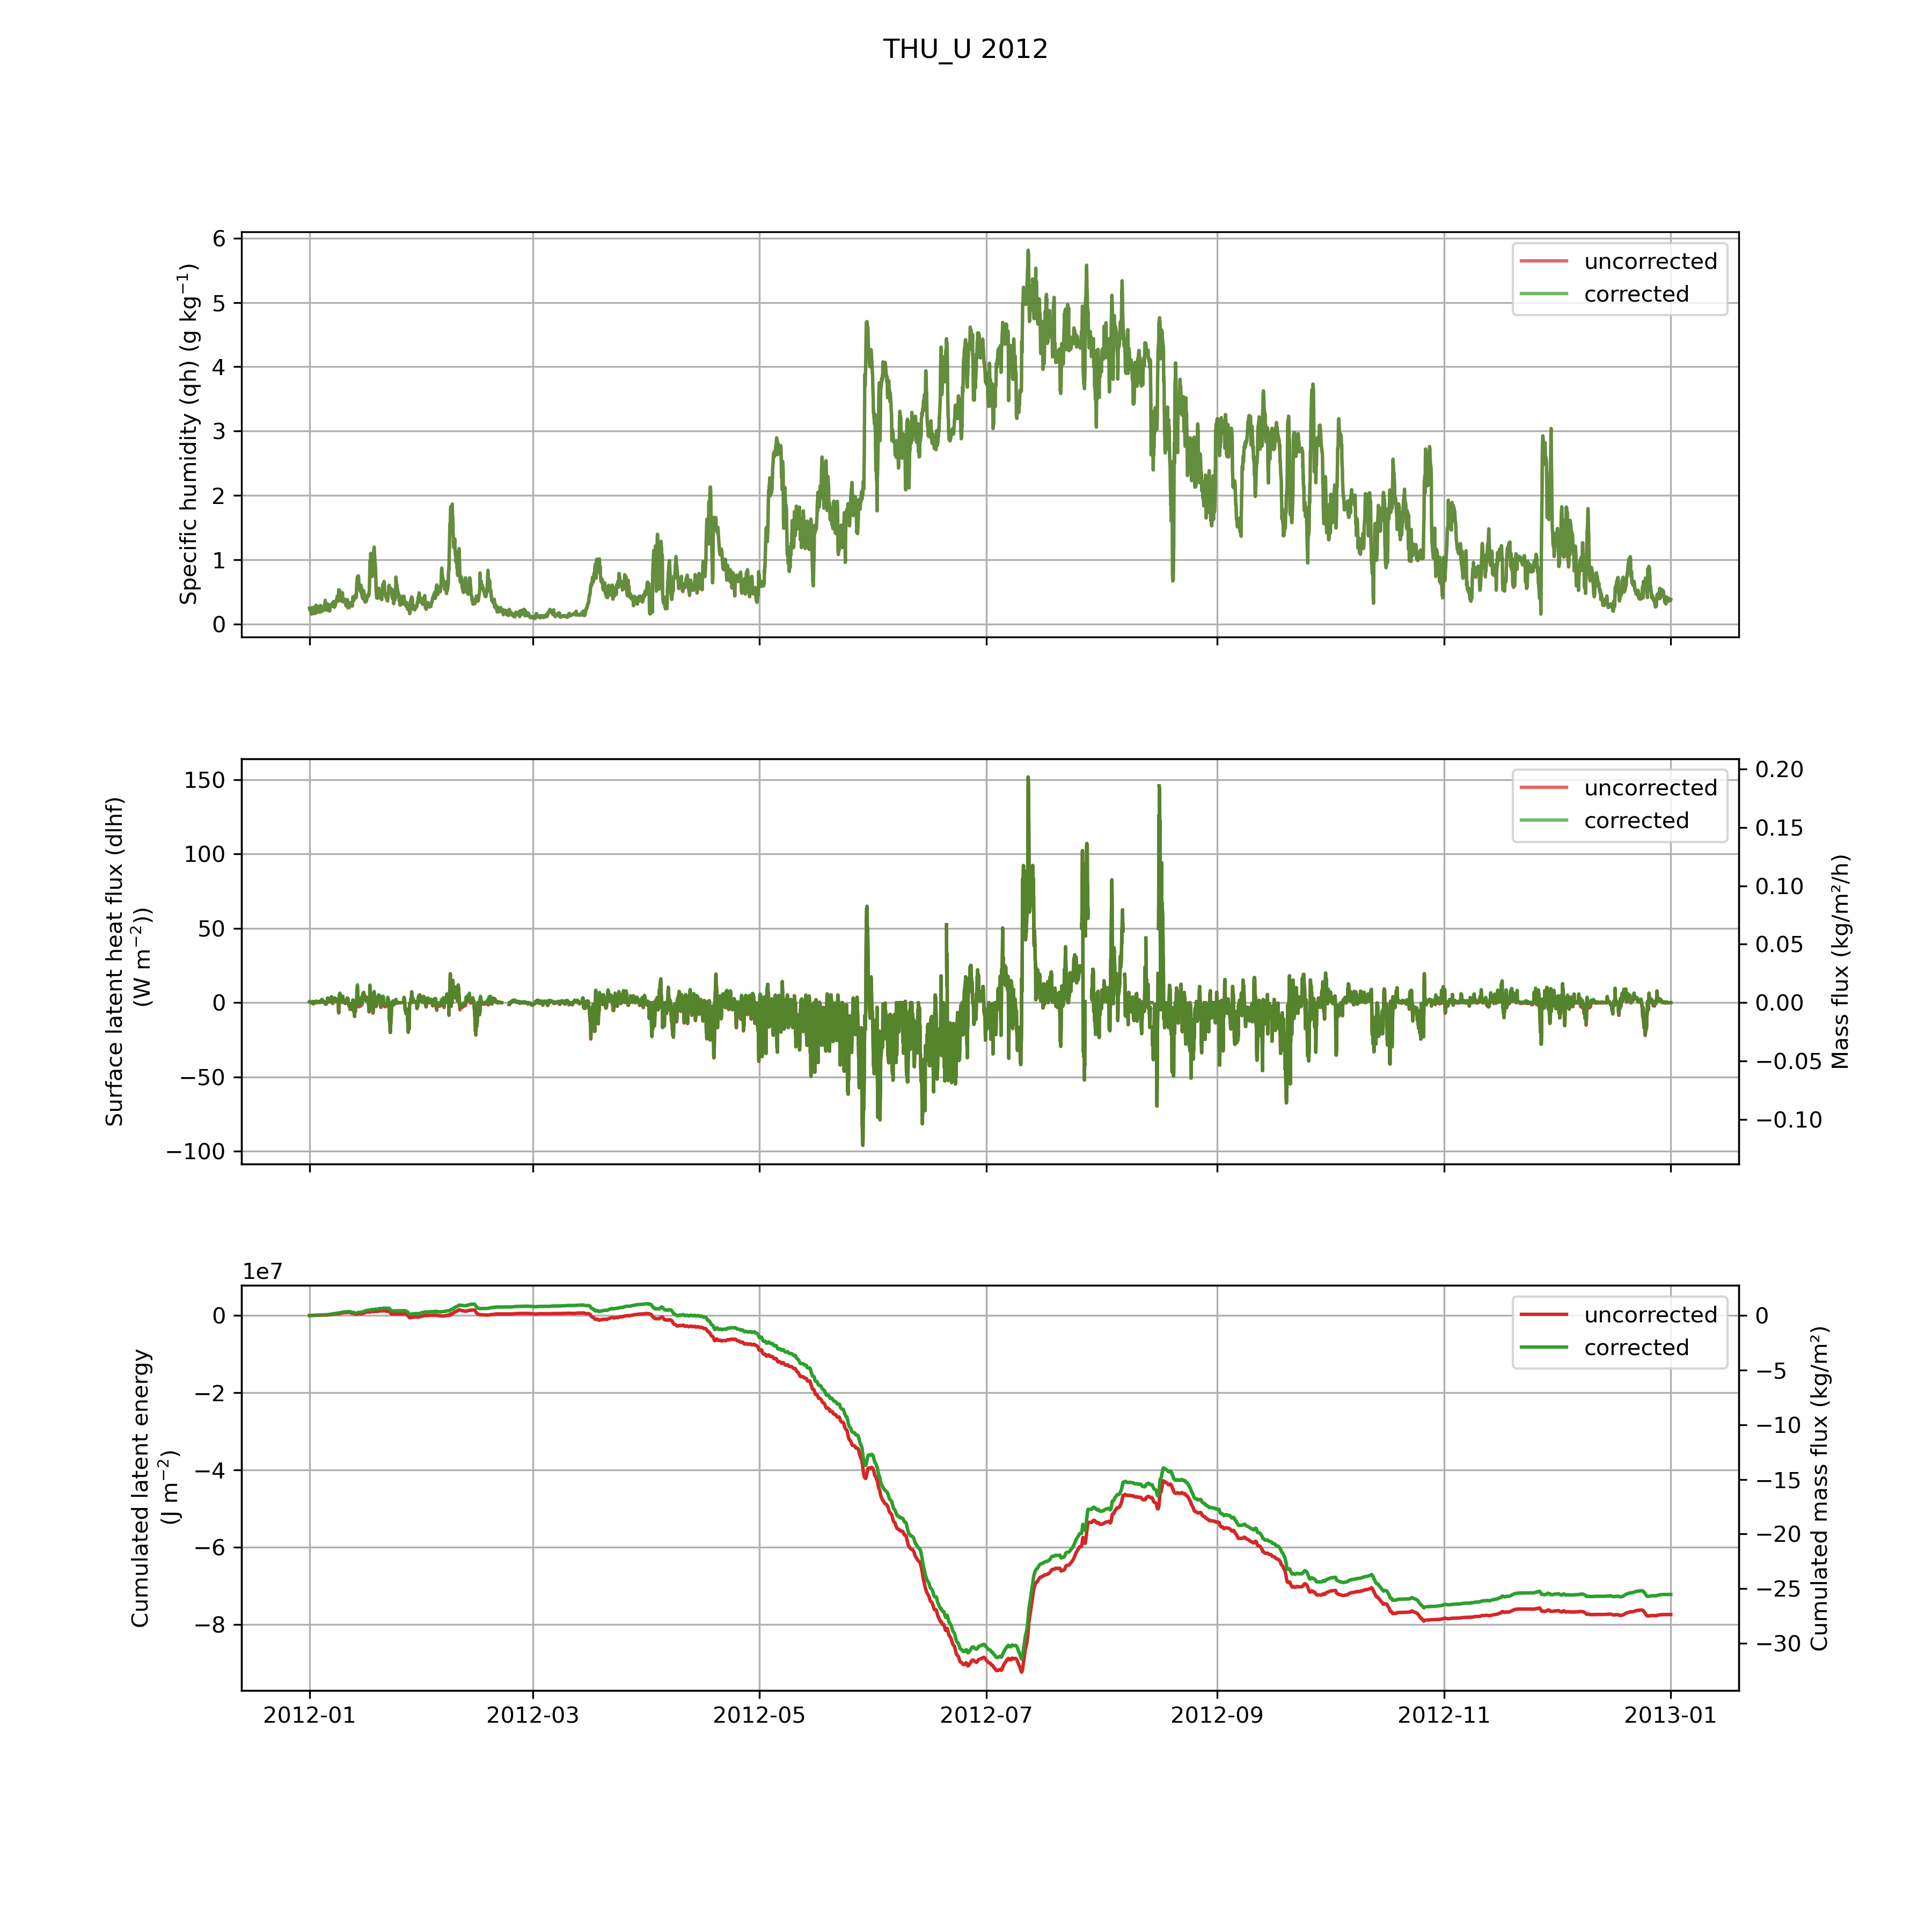 THU_U 2012
Specific humidity (qh) (g kg⁻¹)
6
5
4
3
2
1
0
uncorrected
corrected
Surface latent heat flux (dlhf)
(W m⁻²))
150
100
50
0
−50
−100
uncorrected
corrected
0.20
0.15
0.10
0.05
0.00
−0.05
−0.10
Mass flux (kg/m²/h)
1e7
Cumulated latent energy
(J m⁻²)
0
−2
−4
−6
−8
uncorrected
corrected
0
−5
−10
−15
−20
−25
−30
Cumulated mass flux (kg/m²)
2012-01 2012-03 2012-05 2012-07 2012-09 2012-11 2013-01